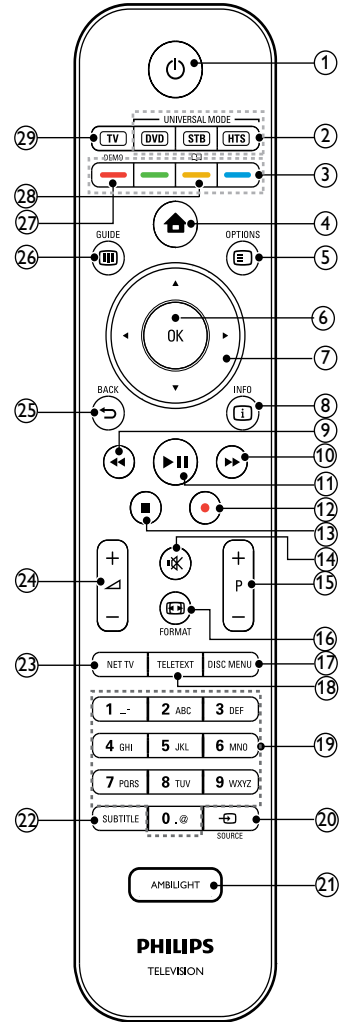 1
UNIVERSAL MODE
29 TV DVD STB HTS 2
DEMO
3
28
27
4
GUIDE OPTIONS
26 5
6
OK
7
BACK INFO
25 i 8
9
10
11
12
13
14
+ +
24 P 15
– –
FORMAT 16
23 NET TV TELETEXT DISC MENU 17
18
1 _- 2 ABC 3 DEF
4 GHI 5 JKL 6 MNO 19
7 PQRS 8 TUV 9 WXYZ
22 SUBTITLE 0 .@ 20
SOURCE
AMBILIGHT 21
PHILIPS
TELEVISION